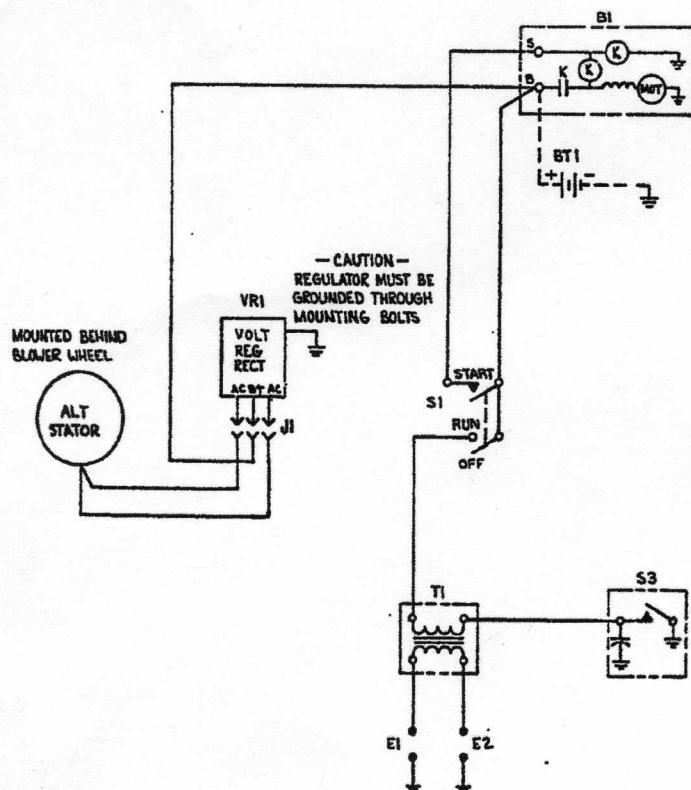 B1
S
K
K
B
K
MOT
BT1
+ -
— CAUTION —
REGULATOR MUST BE
GROUNDED THROUGH
MOUNTING BOLTS
VR1
VOLT
REG
RECT
AC BT AC
J1
MOUNTED BEHIND
BLOWER WHEEL
ALT
STATOR
START
S1
RUN
OFF
T1
S3
E1
E2